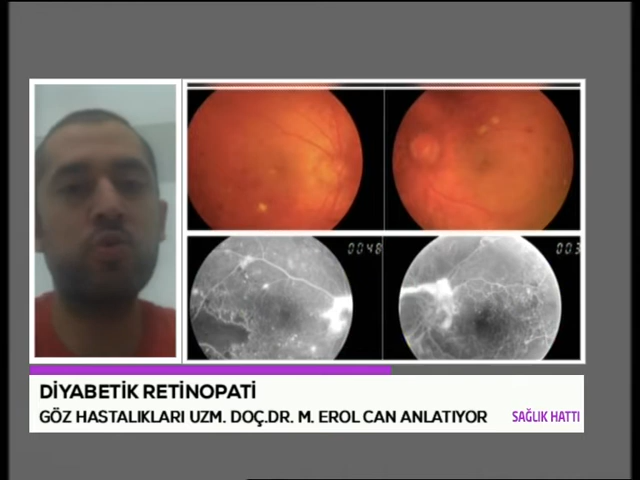 0048
003
DİYABETİK RETİNOPATİ
GÖZ HASTALIKLARI UZM. DOÇ.DR. M. EROL CAN ANLATIYOR
SAĞLIK HATTI